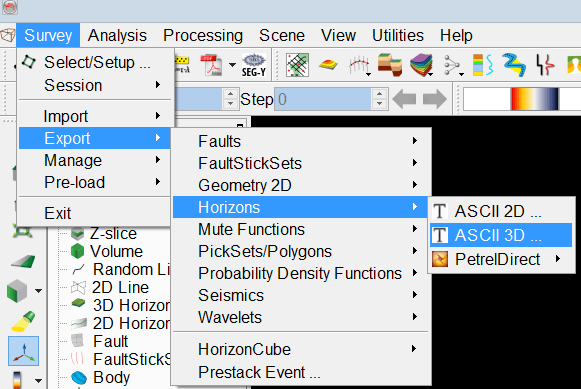 Survey Analysis Processing Scene View Utilities Help
Select/Setup ...
Session
Import
Export
Manage
Pre-load
Exit
SEG-Y
Step 0
Faults
FaultStickSets
Geometry 2D
Horizons
Mute Functions
PickSets/Polygons
Probability Density Functions
Seismics
Wavelets
HorizonCube
Prestack Event ...
ASCII 2D ...
ASCII 3D ...
PetrelDirect
Z-slice
Volume
Random Li
2D Line
3D Horizo
2D Horizo
Fault
FaultStickS
Body